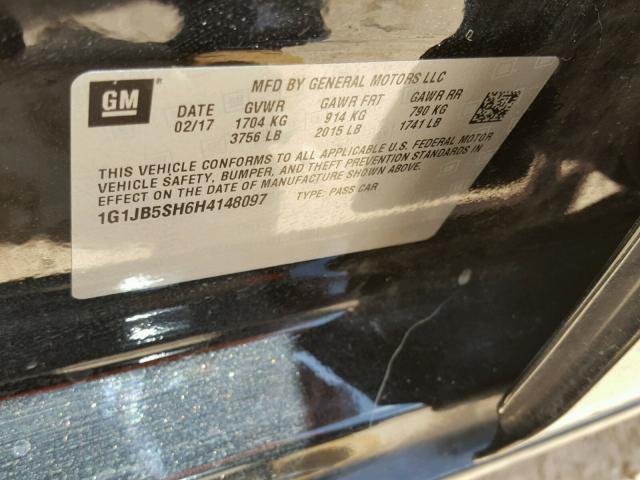 GM ® MFD BY GENERAL MOTORS LLC
DATE GVWR GAWR FRT GAWR RR
02/17 1704 KG 914 KG 790 KG
3756 LB 2015 LB 1741 LB
THIS VEHICLE CONFORMS TO ALL APPLICABLE U.S. FEDERAL MOTOR
VEHICLE SAFETY, BUMPER, AND THEFT PREVENTION STANDARDS IN
EFFECT ON THE DATE OF MANUFACTURE SHOWN ABOVE.
1G1JB5SH6H4148097 TYPE: PASS CAR